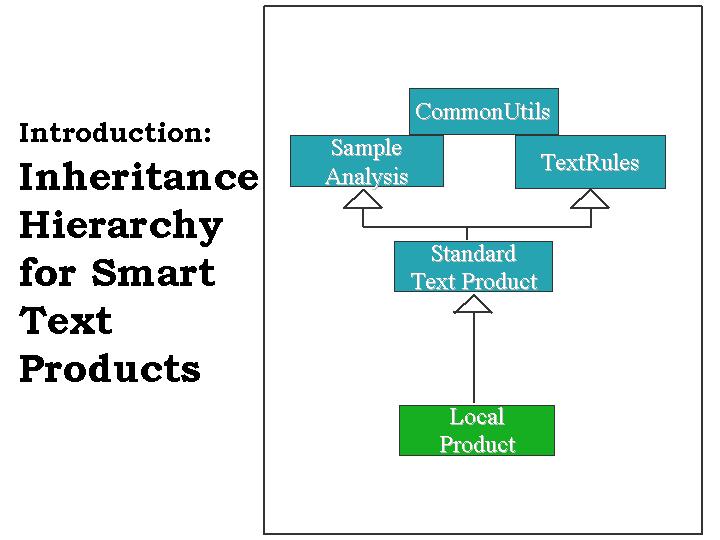 Introduction:
Inheritance
Hierarchy
for Smart
Text
Products
CommonUtils
Sample
Analysis
TextRules
Standard
Text Product
Local
Product